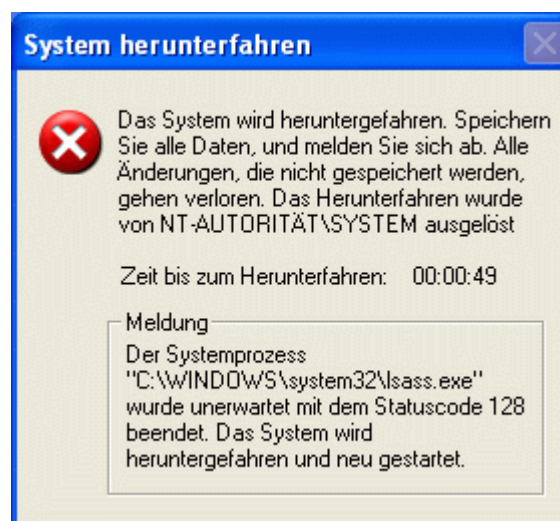 System herunterfahren
Das System wird heruntergefahren. Speichern
Sie alle Daten, und melden Sie sich ab. Alle
Änderungen, die nicht gespeichert werden,
gehen verloren. Das Herunterfahren wurde
von NT-AUTORITÄT\SYSTEM ausgelöst
Zeit bis zum Herunterfahren: 00:00:49
Meldung
Der Systemprozess
"C:\WINDOWS\system32\lsass.exe"
wurde unerwartet mit dem Statuscode 128
beendet. Das System wird
heruntergefahren und neu gestartet.